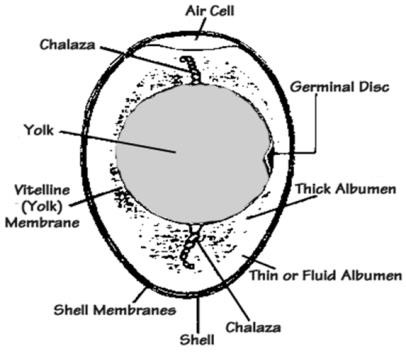 Air Cell
Chalaza
Germinal Disc
Yolk
Vitelline
(Yolk)
Membrane
Thick Albumen
Thin or Fluid Albumen
Shell Membranes
Chalaza
Shell